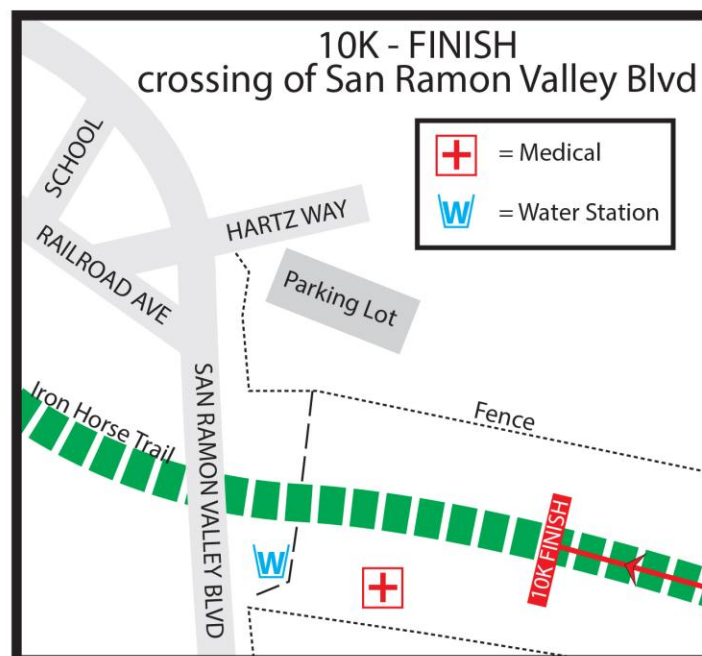 10K - FINISH
crossing of San Ramon Valley Blvd
= Medical
W = Water Station
SCHOOL
HARTZ WAY
RAILROAD AVE
Parking Lot
SAN RAMON VALLEY BLVD
Iron Horse Trail
Fence
10K FINISH
W